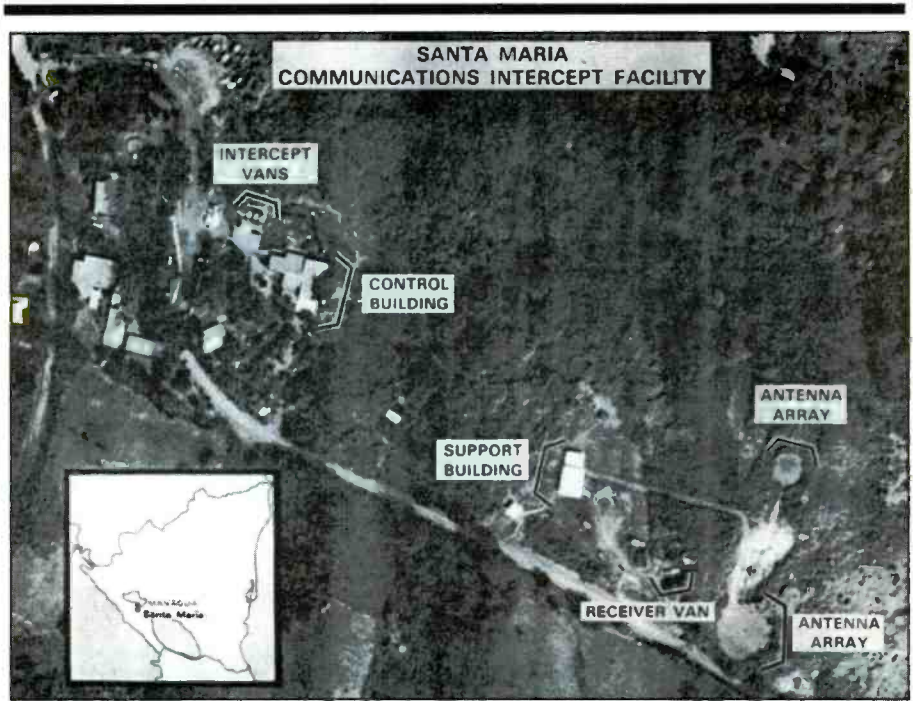 SANTA MARIA
COMMUNICATIONS INTERCEPT FACILITY
INTERCEPT
VANS
CONTROL
BUILDING
ANTENNA
ARRAY
SUPPORT
BUILDING
RECEIVER VAN
ANTENNA
ARRAY
MANAGUA
Santa Maria